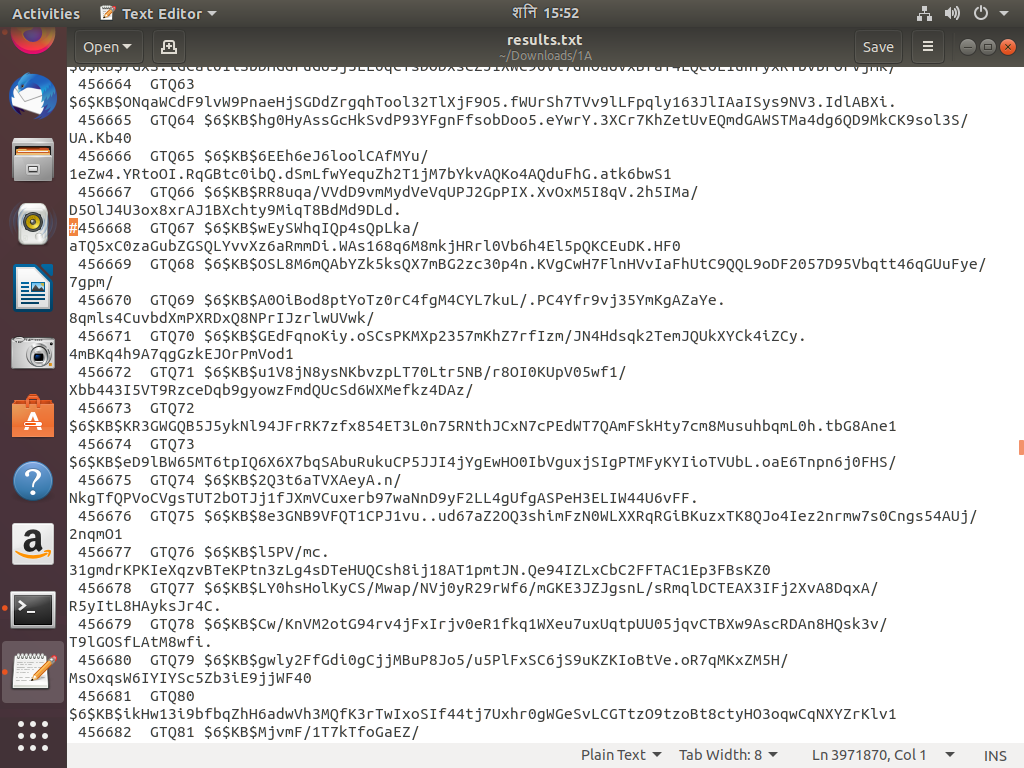 Activities Text Editor शनि 15:52
Open results.txt Save
~/Downloads/1A
456664 GTQ63
$6$KB$ONqaWCdF9lvW9PnaeHjSGDdZrgqhTool32TlXjF9O5.fWUrSh7TVv9lLFpqly163JlIAaISys9NV3.IdlABXi.
456665 GTQ64 $6$KB$hg0HyAssGcHkSvdP93YFgnFfsobDoo5.eYwrY.3XCr7KhZetUvEQmdGAWSTMa4dg6QD9MkCK9sol3S/
UA.Kb40
456666 GTQ65 $6$KB$6EEh6eJ6loolCAfMYu/
1eZw4.YRtoOI.RqGBtc0ibQ.dSmLfwYequZh2T1jM7bYkvAQKo4AQduFhG.atk6bwS1
456667 GTQ66 $6$KB$RR8uqa/VVdD9vmMydVeVqUPJ2GpPIX.XvOxM5I8qV.2h5IMa/
D5OlJ4U3ox8xrAJ1BXchty9MiqT8BdMd9DLd.
#456668 GTQ67 $6$KB$wEySWhqIQp4sQpLka/
aTQ5xC0zaGubZGSQLYvvXz6aRmmDi.WAs168q6M8mkjHRrl0Vb6h4El5pQKCEuDK.HF0
456669 GTQ68 $6$KB$OSL8M6mQAbYZk5ksQX7mBG2zc30p4n.KVgCwH7FlnHVvIaFhUtC9QQL9oDF2057D95Vbqtt46qGUuFye/
7gpm/
456670 GTQ69 $6$KB$A0OiBod8ptYoTz0rC4fgM4CYL7kuL/.PC4Yfr9vj35YmKgAZaYe.
8qmls4CuvbdXmPXRDxQ8NPrIJzrlwUVwk/
456671 GTQ70 $6$KB$GEdFqnoKiy.oSCsPKMXp2357mKhZ7rfIzm/JN4Hdsqk2TemJQUkXYCk4iZCy.
4mBKq4h9A7qgGzkEJOrPmVod1
456672 GTQ71 $6$KB$u1V8jN8ysNKbvzpLT70Ltr5NB/r8OI0KUpV05wf1/
Xbb443I5VT9RzceDqb9gyowzFmdQUcSd6WXMefkz4DAz/
456673 GTQ72
$6$KB$KR3GWGQB5J5ykNl94JFrRK7zfx854ET3L0n75RNthJCxN7cPEdWT7QAmFSkHty7cm8MusuhbqmL0h.tbG8Ane1
456674 GTQ73
$6$KB$eD9lBW65MT6tpIQ6X6X7bqSAbuRukuCP5JJI4jYgEwHO0IbVguxjSIgPTMFyKYIioTVUbL.oaE6Tnpn6j0FHS/
456675 GTQ74 $6$KB$2Q3t6aTVXAeyA.n/
NkgTfQPVoCVgsTUT2bOTJj1fJXmVCuxerb97waNnD9yF2LL4gUfgASPeH3ELIW44U6vFF.
456676 GTQ75 $6$KB$8e3GNB9VFQT1CPJ1vu..ud67aZ2OQ3shimFzN0WLXXRqRGiBKuzxTK8QJo4Iez2nrmw7s0Cngs54AUj/
2nqmO1
456677 GTQ76 $6$KB$l5PV/mc.
31gmdrKPKIeXqzvBTeKPtn3zLg4sDTeHUQCsh8ij18AT1pmtJN.Qe94IZLxCbC2FFTAC1Ep3FBsKZ0
456678 GTQ77 $6$KB$LY0hsHolKyCS/Mwap/NVj0yR29rWf6/mGKE3JZJgsnL/sRmqlDCTEAX3IFj2XvA8DqxA/
R5yItL8HAyksJr4C.
456679 GTQ78 $6$KB$Cw/KnVM2otG94rv4jFxIrjv0eR1fkq1WXeu7uxUqtpUU05jqvCTBXw9AscRDAn8HQsk3v/
T9lGOSfLAtM8wfi.
456680 GTQ79 $6$KB$gwly2FfGdi0gCjjMBuP8Jo5/u5PlFxSC6jS9uKZKIoBtVe.oR7qMKxZM5H/
MsOxqsW6IYIYSc5Zb3iE9jjWF40
456681 GTQ80
$6$KB$ikHw13i9bfbqZhH6adwVh3MQfK3rTwIxoSIf44tj7Uxhr0gWGeSvLCGTtzO9tzoBt8ctyHO3oqwCqNXYZrKlv1
456682 GTQ81 $6$KB$MjvmF/1T7kTfoGaEZ/
Plain Text Tab Width: 8 Ln 3971870, Col 1 INS